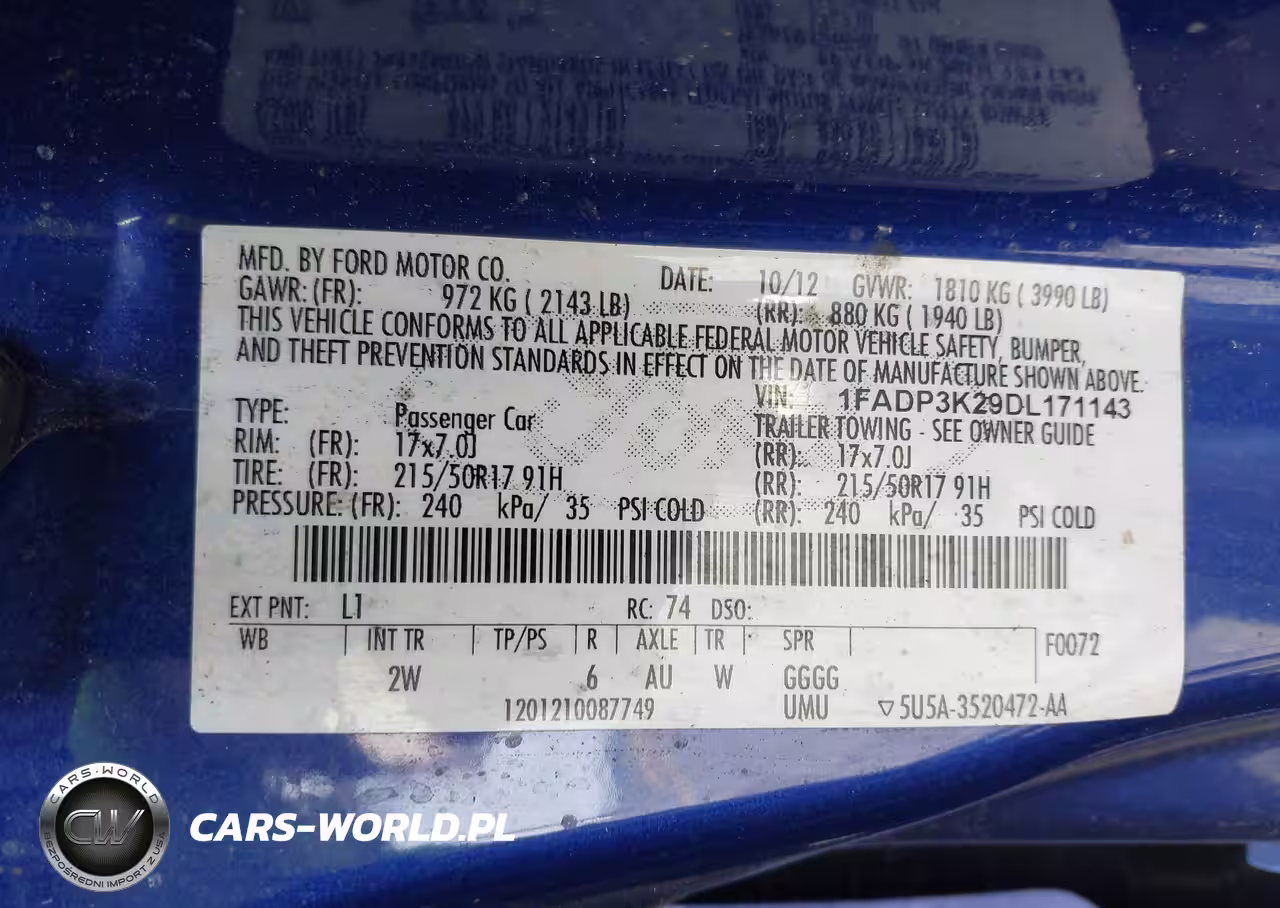 MFD. BY FORD MOTOR CO. DATE: 10/12 GVWR: 1810 KG ( 3990 LB)
GAWR: (FR): 972 KG ( 2143 LB) (RR): 880 KG ( 1940 LB)
THIS VEHICLE CONFORMS TO ALL APPLICABLE FEDERAL MOTOR VEHICLE SAFETY, BUMPER,
AND THEFT PREVENTION STANDARDS IN EFFECT ON THE DATE OF MANUFACTURE SHOWN ABOVE.
VIN: 1FADP3K29DL171143
TYPE: Passenger Car TRAILER TOWING - SEE OWNER GUIDE
RIM: (FR): 17x7.0J (RR): 17x7.0J
TIRE: (FR): 215/50R17 91H (RR): 215/50R17 91H
PRESSURE: (FR): 240 kPa/ 35 PSI COLD (RR): 240 kPa/ 35 PSI COLD
EXT PNT: L1 RC: 74 DSO:
WB INT TR TP/PS R AXLE TR SPR F0072
2W 6 AU W GGGG
1201210087749 UMU ▽5U5A-3520472-AA
CARS-WORLD
CW
BEZPOŚREDNI IMPORT Z USA
CARS-WORLD.PL